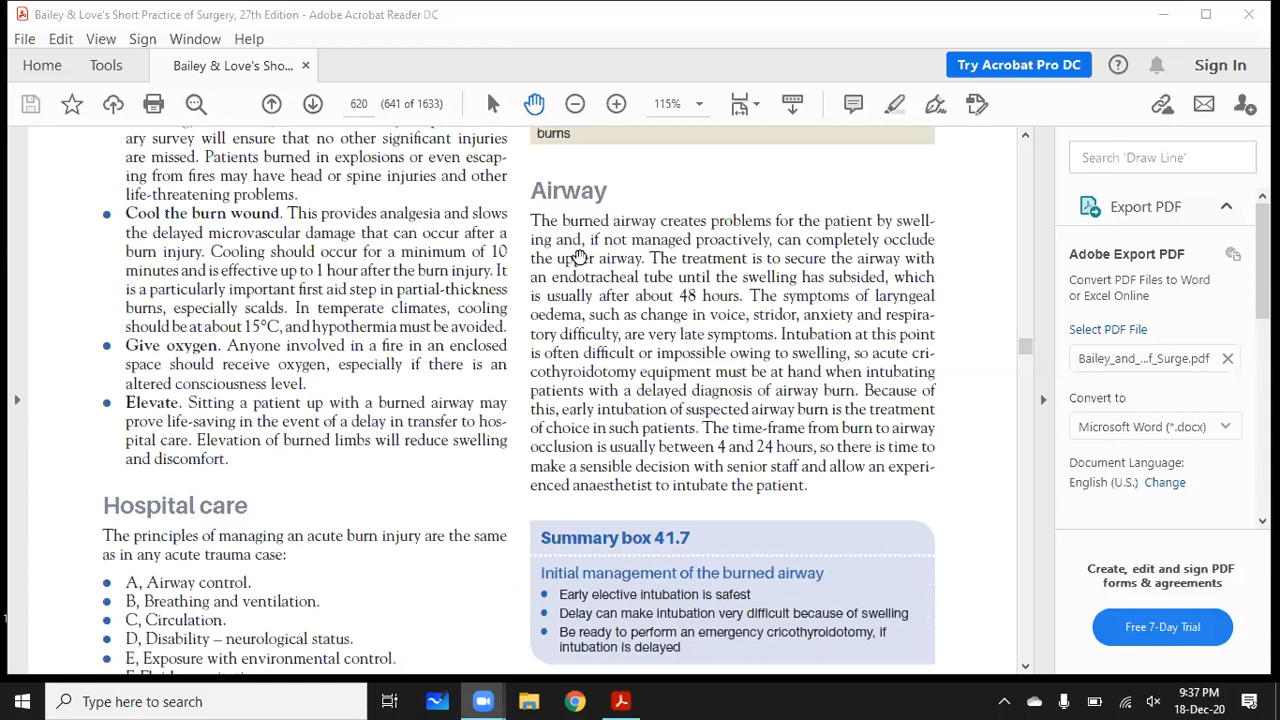 Bailey & Love's Short Practice of Surgery, 27th Edition - Adobe Acrobat Reader DC
File Edit View Sign Window Help
Home Tools Bailey & Love's Sho... × Try Acrobat Pro DC Sign In
620 (641 of 1633) 115%
ary survey will ensure that no other significant injuries
are missed. Patients burned in explosions or even escap-
ing from fires may have head or spine injuries and other
life-threatening problems.
• Cool the burn wound. This provides analgesia and slows
the delayed microvascular damage that can occur after a
burn injury. Cooling should occur for a minimum of 10
minutes and is effective up to 1 hour after the burn injury. It
is a particularly important first aid step in partial-thickness
burns, especially scalds. In temperate climates, cooling
should be at about 15°C, and hypothermia must be avoided.
• Give oxygen. Anyone involved in a fire in an enclosed
space should receive oxygen, especially if there is an
altered consciousness level.
• Elevate. Sitting a patient up with a burned airway may
prove life-saving in the event of a delay in transfer to hos-
pital care. Elevation of burned limbs will reduce swelling
and discomfort.
Hospital care
The principles of managing an acute burn injury are the same
as in any acute trauma case:
• A, Airway control.
• B, Breathing and ventilation.
• C, Circulation.
• D, Disability – neurological status.
• E, Exposure with environmental control.
burns
Airway
The burned airway creates problems for the patient by swell-
ing and, if not managed proactively, can completely occlude
the upper airway. The treatment is to secure the airway with
an endotracheal tube until the swelling has subsided, which
is usually after about 48 hours. The symptoms of laryngeal
oedema, such as change in voice, stridor, anxiety and respira-
tory difficulty, are very late symptoms. Intubation at this point
is often difficult or impossible owing to swelling, so acute cri-
cothyroidotomy equipment must be at hand when intubating
patients with a delayed diagnosis of airway burn. Because of
this, early intubation of suspected airway burn is the treatment
of choice in such patients. The time-frame from burn to airway
occlusion is usually between 4 and 24 hours, so there is time to
make a sensible decision with senior staff and allow an experi-
enced anaesthetist to intubate the patient.
Summary box 41.7
Initial management of the burned airway
• Early elective intubation is safest
• Delay can make intubation very difficult because of swelling
• Be ready to perform an emergency cricothyroidotomy, if
intubation is delayed
Search 'Draw Line'
Export PDF
Adobe Export PDF
Convert PDF Files to Word
or Excel Online
Select PDF File
Bailey_and_...f_Surge.pdf ×
Convert to
Microsoft Word (*.docx)
Document Language:
English (U.S.) Change
Create, edit and sign PDF
forms & agreements
Free 7-Day Trial
Type here to search
9:37 PM
18-Dec-20